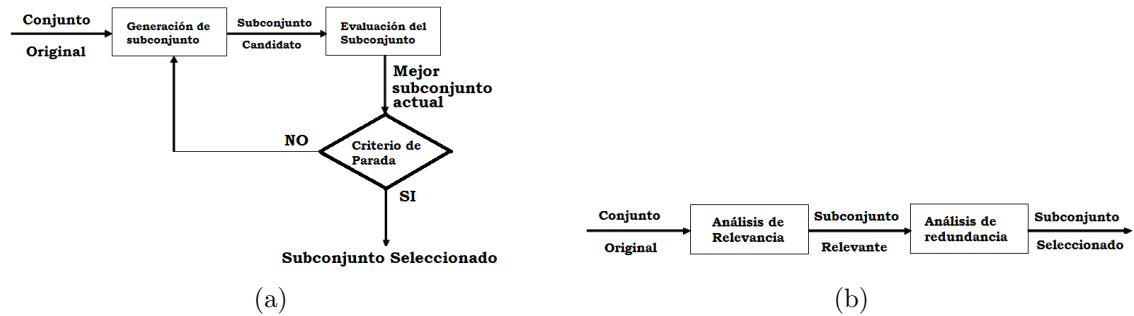 Conjunto
Original
Generación de
subconjunto
Subconjunto
Candidato
Evaluación del
Subconjunto
Mejor
subconjunto
actual
Criterio de
Parada
NO
SI
Subconjunto Seleccionado
(a)
Conjunto
Original
Análisis de
Relevancia
Subconjunto
Relevante
Análisis de
redundancia
Subconjunto
Seleccionado
(b)